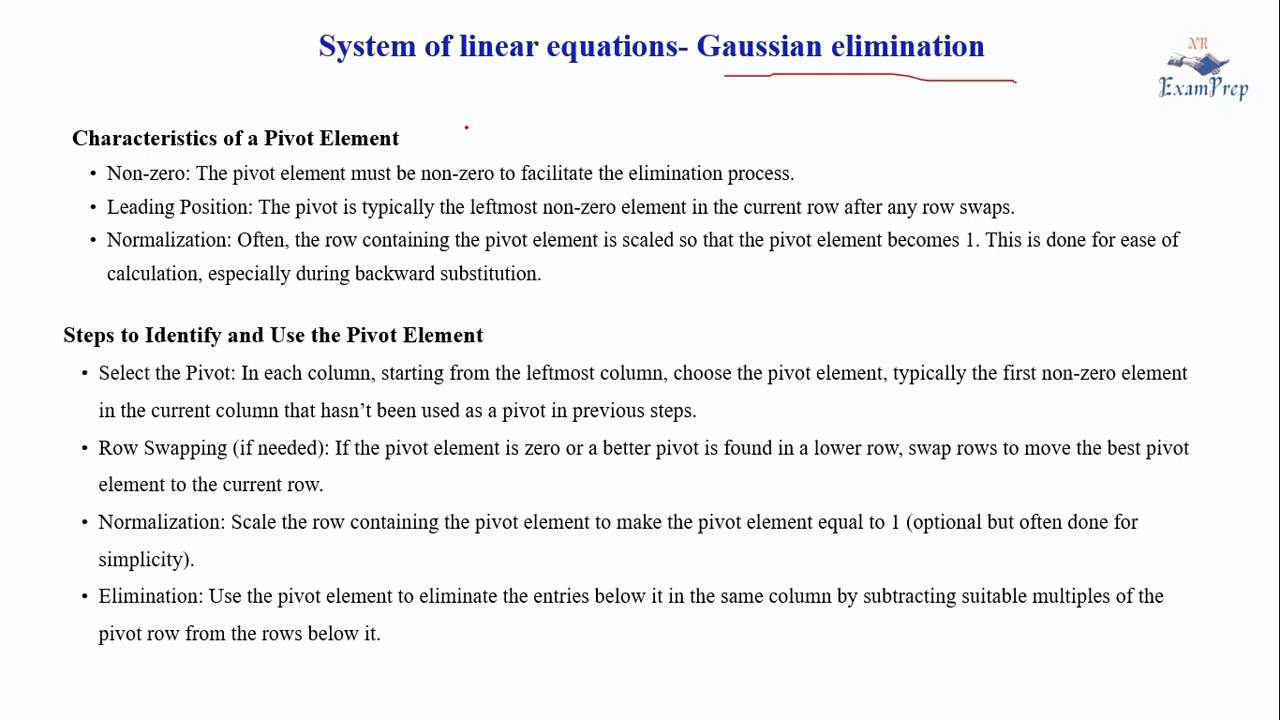 System of linear equations- Gaussian elimination
NR
ExamPrep
Characteristics of a Pivot Element
• Non-zero: The pivot element must be non-zero to facilitate the elimination process.
• Leading Position: The pivot is typically the leftmost non-zero element in the current row after any row swaps.
• Normalization: Often, the row containing the pivot element is scaled so that the pivot element becomes 1. This is done for ease of
calculation, especially during backward substitution.
Steps to Identify and Use the Pivot Element
• Select the Pivot: In each column, starting from the leftmost column, choose the pivot element, typically the first non-zero element
in the current column that hasn’t been used as a pivot in previous steps.
• Row Swapping (if needed): If the pivot element is zero or a better pivot is found in a lower row, swap rows to move the best pivot
element to the current row.
• Normalization: Scale the row containing the pivot element to make the pivot element equal to 1 (optional but often done for
simplicity).
• Elimination: Use the pivot element to eliminate the entries below it in the same column by subtracting suitable multiples of the
pivot row from the rows below it.